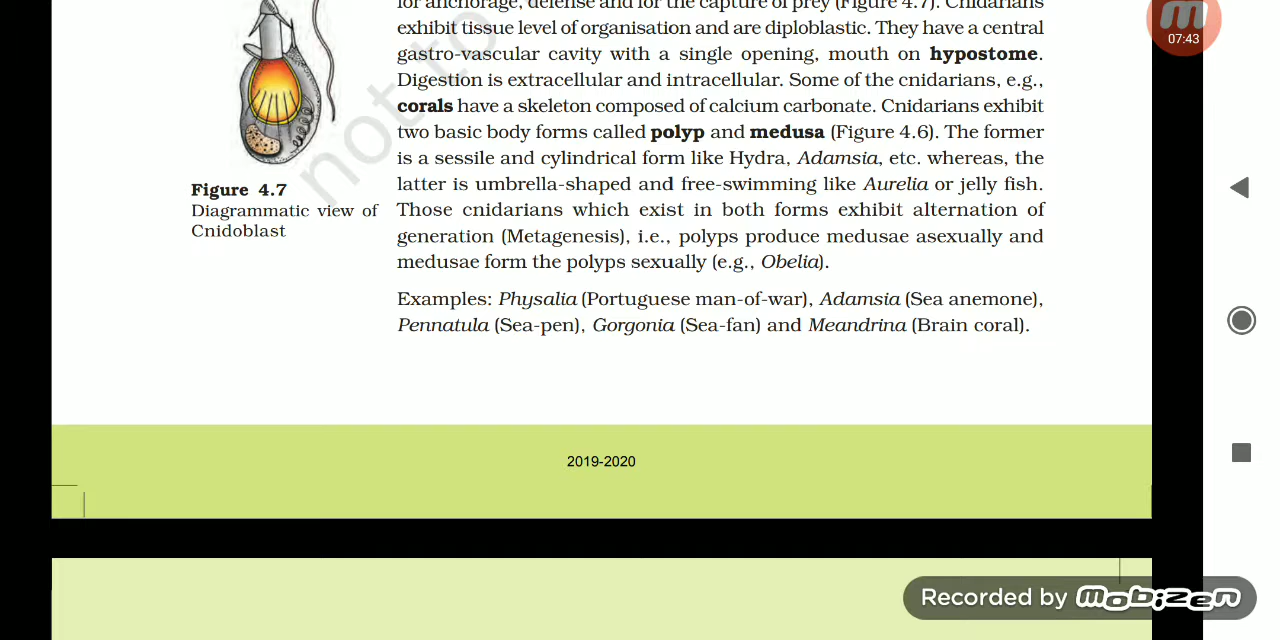 for anchorage, defense and for the capture of prey (Figure 4.7). Cnidarians
exhibit tissue level of organisation and are diploblastic. They have a central
gastro-vascular cavity with a single opening, mouth on hypostome.
Digestion is extracellular and intracellular. Some of the cnidarians, e.g.,
corals have a skeleton composed of calcium carbonate. Cnidarians exhibit
two basic body forms called polyp and medusa (Figure 4.6). The former
is a sessile and cylindrical form like Hydra, Adamsia, etc. whereas, the
latter is umbrella-shaped and free-swimming like Aurelia or jelly fish.
Those cnidarians which exist in both forms exhibit alternation of
generation (Metagenesis), i.e., polyps produce medusae asexually and
medusae form the polyps sexually (e.g., Obelia).
Examples: Physalia (Portuguese man-of-war), Adamsia (Sea anemone),
Pennatula (Sea-pen), Gorgonia (Sea-fan) and Meandrina (Brain coral).
Figure 4.7
Diagrammatic view of
Cnidoblast
not to
2019-2020
07:43
Recorded by mobizen